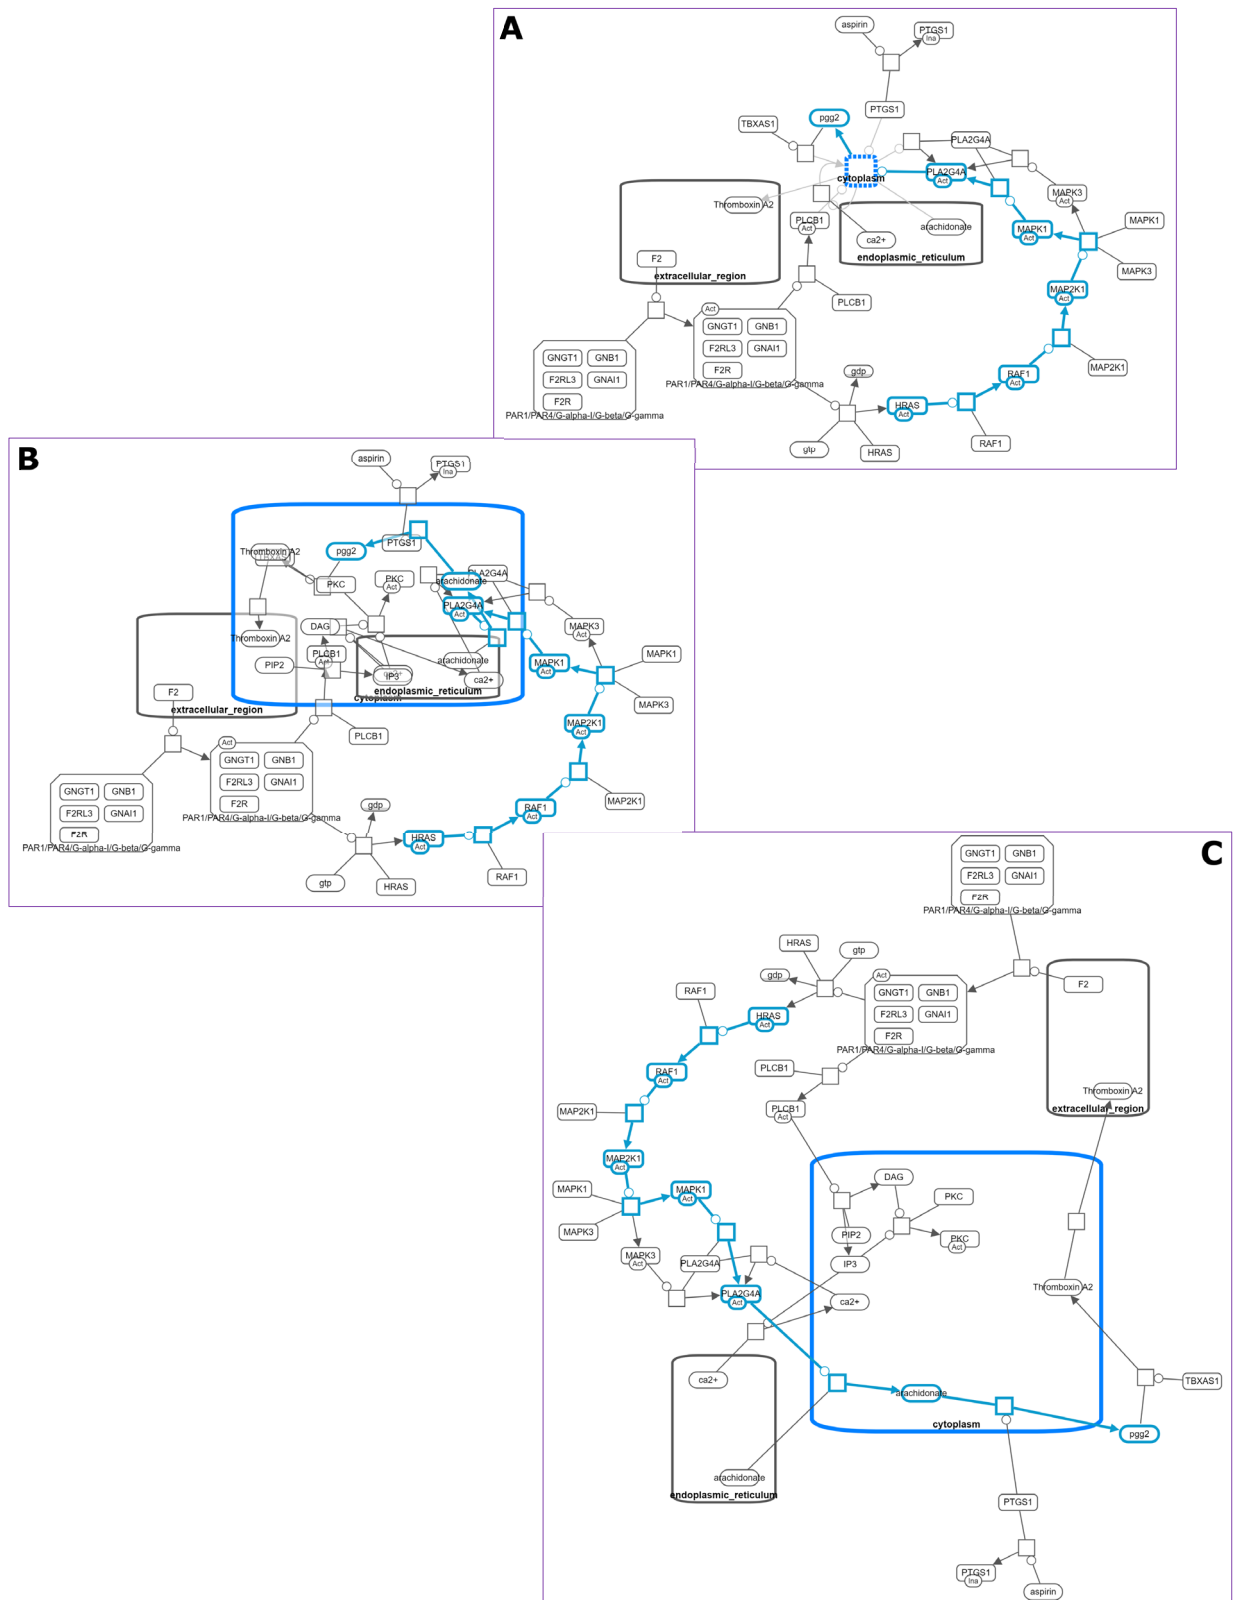 A
aspirin
PTGS1
Ina
PTGS1
TBXAS1
pgg2
PLA2G4A
cytoplasm
PLA2G4A
Act
MAPK3
Act
Thromboxin A2
PLCB1
Act
ca2+
arachidonate
endoplasmic_reticulum
MAPK1
Act
MAPK1
MAPK3
F2
extracellular_region
PLCB1
MAP2K1
Act
Act
GNGT1 GNB1
F2RL3 GNAI1
F2R
PAR1/PAR4/G-alpha-I/G-beta/G-gamma
GNGT1 GNB1
F2RL3 GNAI1
F2R
PAR1/PAR4/G-alpha-I/G-beta/G-gamma
MAP2K1
gdp
RAF1
Act
HRAS
Act
gtp
HRAS
RAF1
B
aspirin
PTGS1
Ina
PTGS1
pgg2
Thromboxin A2
TBXAS1
PKC
PKC
Act
PLA2G4A
arachidonate
PLA2G4A
Act
MAPK3
Act
DAG
Thromboxin A2
PLCB1
Act
PIP2
IP3
arachidonate
ca2+
endoplasmic_reticulum
cytoplasm
MAPK1
Act
MAPK1
MAPK3
F2
extracellular_region
PLCB1
MAP2K1
Act
Act
GNGT1 GNB1
F2RL3 GNAI1
F2R
PAR1/PAR4/G-alpha-I/G-beta/G-gamma
GNGT1 GNB1
F2RL3 GNAI1
F2R
PAR1/PAR4/G-alpha-I/G-beta/G-gamma
MAP2K1
gdp
RAF1
Act
HRAS
Act
gtp
HRAS
RAF1
C
GNGT1 GNB1
F2RL3 GNAI1
F2R
PAR1/PAR4/G-alpha-I/G-beta/G-gamma
HRAS
gtp
gdp
Act
GNGT1 GNB1
F2RL3 GNAI1
F2R
PAR1/PAR4/G-alpha-I/G-beta/G-gamma
F2
Thromboxin A2
extracellular_region
RAF1
HRAS
Act
RAF1
Act
PLCB1
PLCB1
Act
MAP2K1
MAP2K1
Act
MAPK1
MAPK3
MAPK1
Act
MAPK3
Act
PLA2G4A
PLA2G4A
Act
DAG
PKC
PIP2
PKC
Act
IP3
ca2+
Thromboxin A2
ca2+
arachidonate
cytoplasm
TBXAS1
pgg2
arachidonate
endoplasmic_reticulum
PTGS1
PTGS1
Ina
aspirin